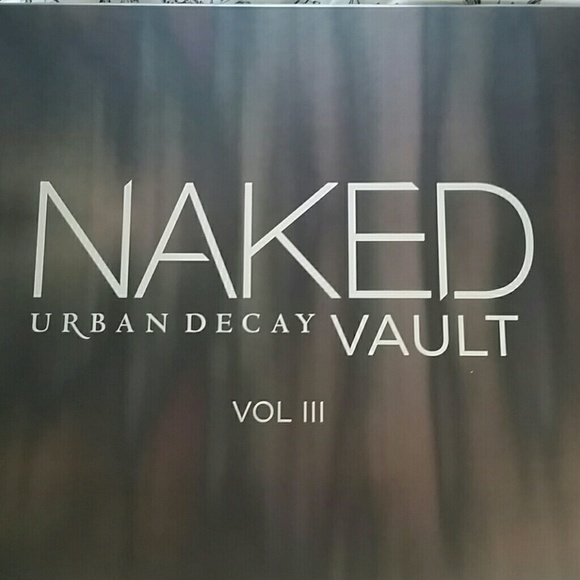 NAKED
URBAN DECAY VAULT
VOL III